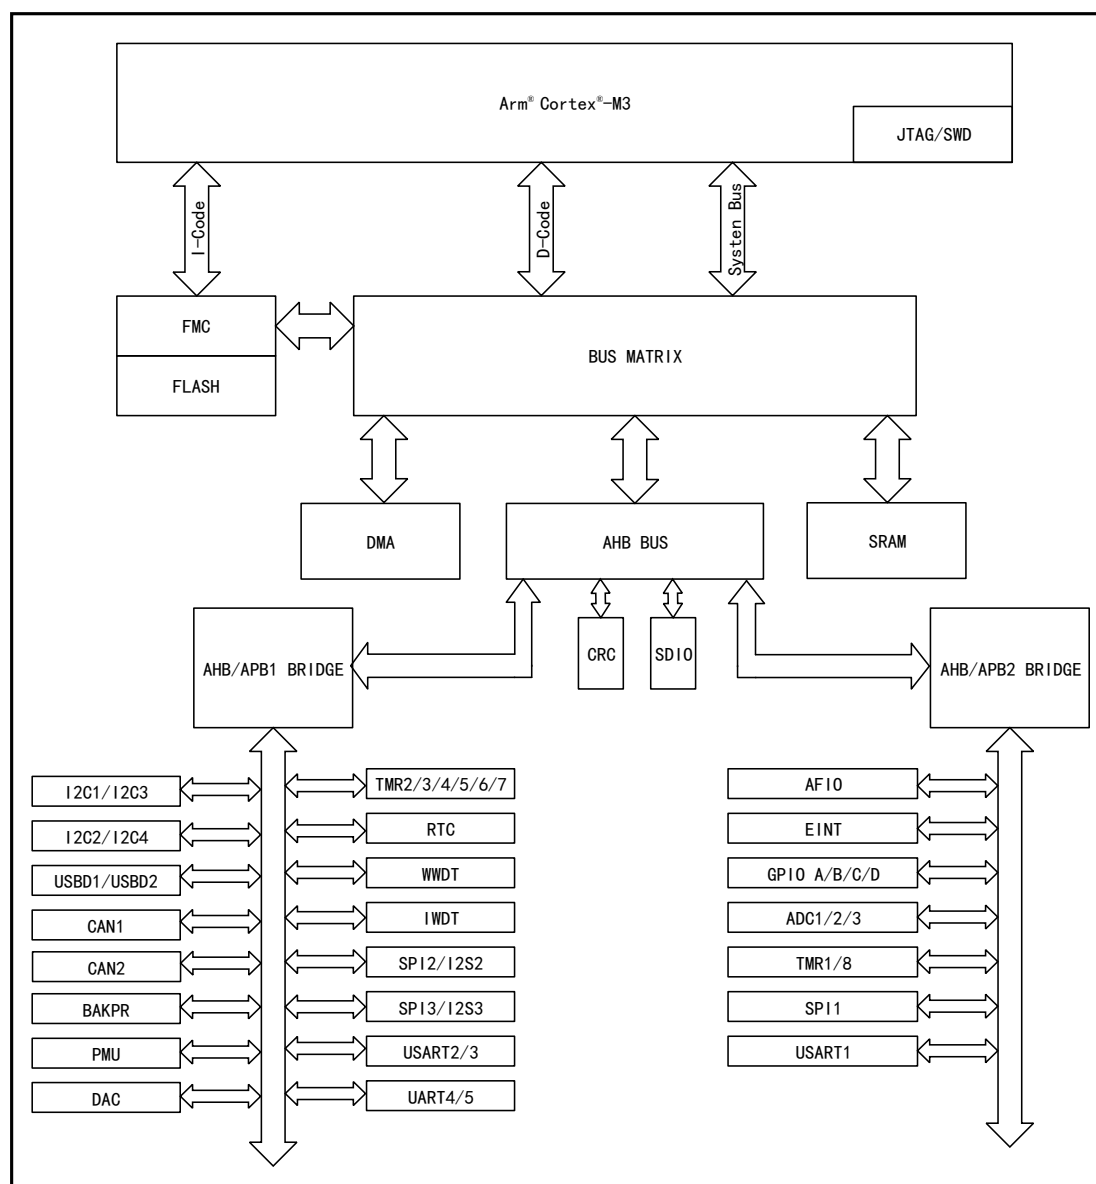 Arm® Cortex®-M3
JTAG/SWD
I-Code
D-Code
Systen Bus
FMC
FLASH
BUS MATRIX
DMA
AHB BUS
SRAM
CRC
SDIO
AHB/APB1 BRIDGE
AHB/APB2 BRIDGE
I2C1/I2C3
I2C2/I2C4
USBD1/USBD2
CAN1
CAN2
BAKPR
PMU
DAC
TMR2/3/4/5/6/7
RTC
WWDT
IWDT
SPI2/I2S2
SPI3/I2S3
USART2/3
UART4/5
AFIO
EINT
GPIO A/B/C/D
ADC1/2/3
TMR1/8
SPI1
USART1